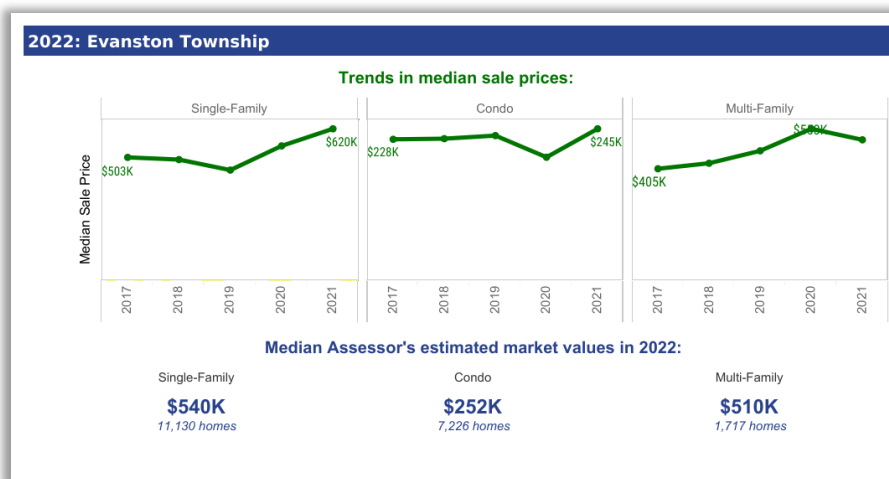 2022: Evanston Township
Trends in median sale prices:
Single-Family Condo Multi-Family
Median Sale Price
$503K $620K $228K $245K $405K
2017 2018 2019 2020 2021 2017 2018 2019 2020 2021 2017 2018 2019 2020 2021
Median Assessor's estimated market values in 2022:
Single-Family Condo Multi-Family
$540K $252K $510K
11,130 homes 7,226 homes 1,717 homes